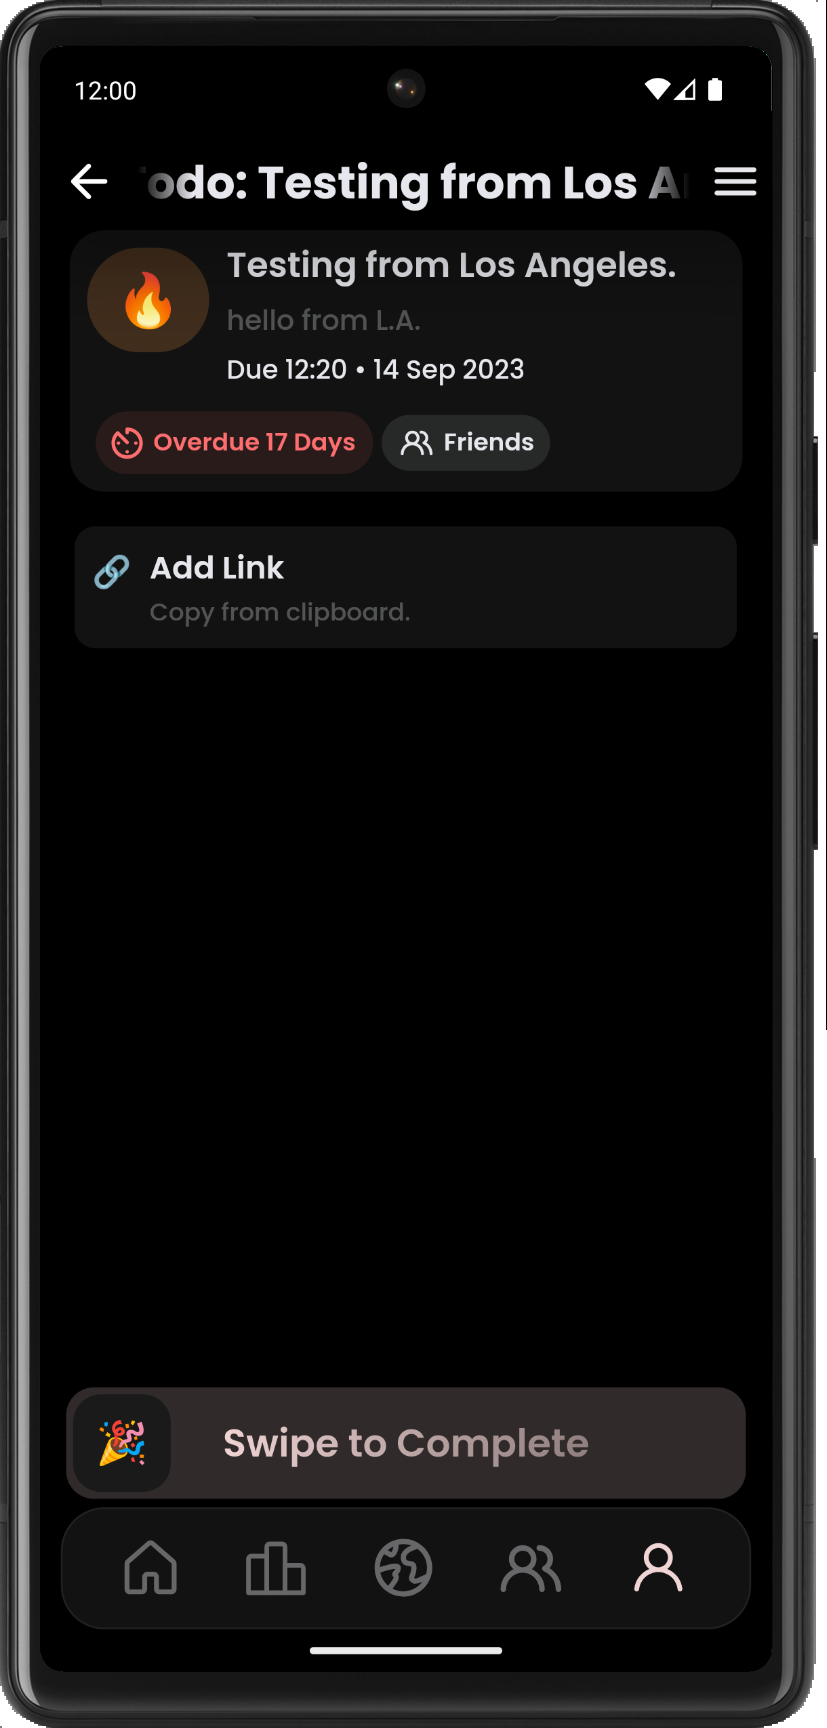 12:00
odo: Testing from Los A
Testing from Los Angeles.
hello from L.A.
Due 12:20 • 14 Sep 2023
Overdue 17 Days
Friends
Add Link
Copy from clipboard.
Swipe to Complete